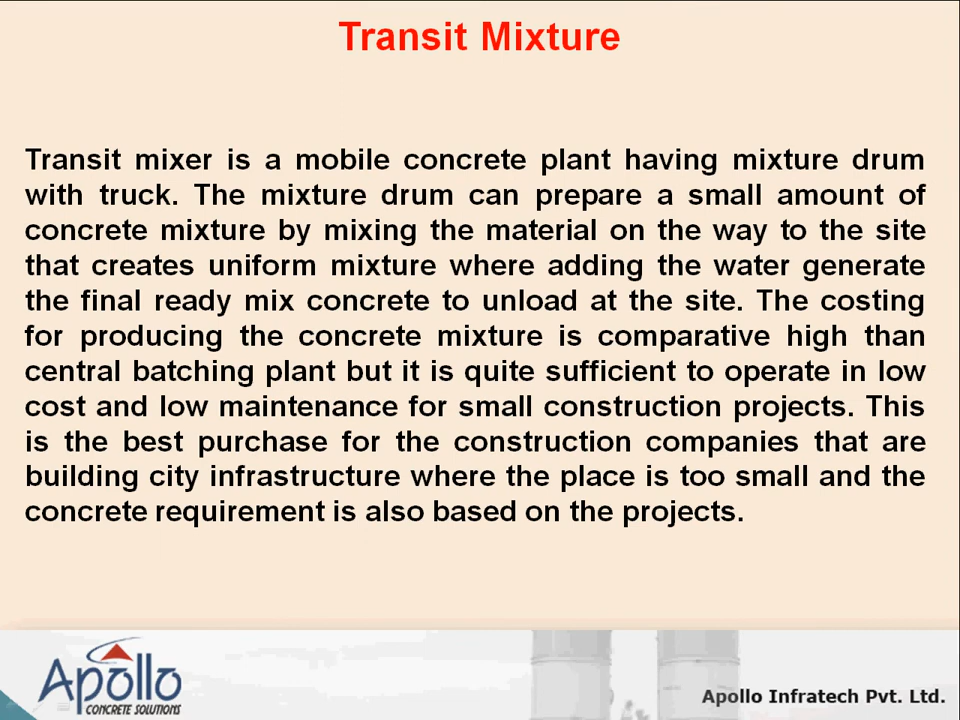 Transit Mixture
Transit mixer is a mobile concrete plant having mixture drum
with truck. The mixture drum can prepare a small amount of
concrete mixture by mixing the material on the way to the site
that creates uniform mixture where adding the water generate
the final ready mix concrete to unload at the site. The costing
for producing the concrete mixture is comparative high than
central batching plant but it is quite sufficient to operate in low
cost and low maintenance for small construction projects. This
is the best purchase for the construction companies that are
building city infrastructure where the place is too small and the
concrete requirement is also based on the projects.
Apollo
CONCRETE SOLUTIONS
Apollo Infratech Pvt. Ltd.